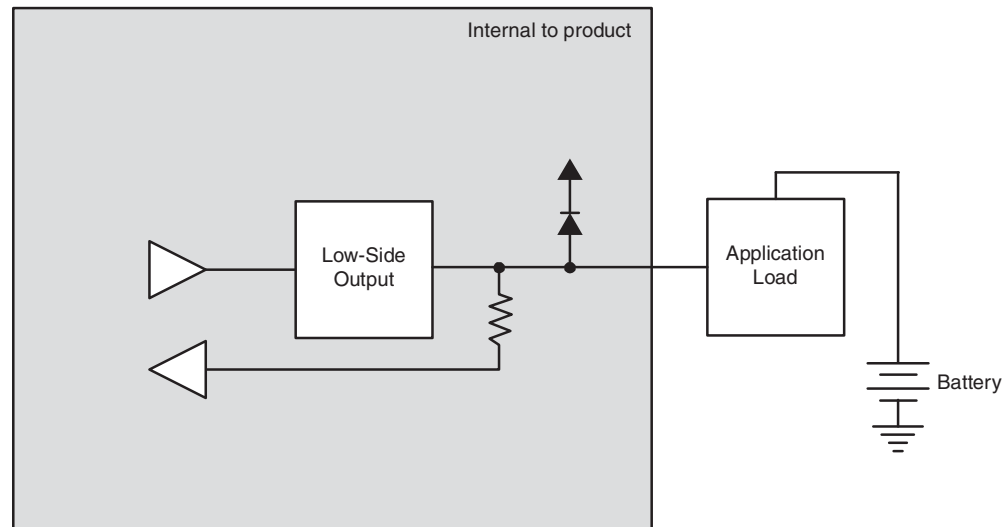 Internal to product
Low-Side
Output
Application
Load
Battery